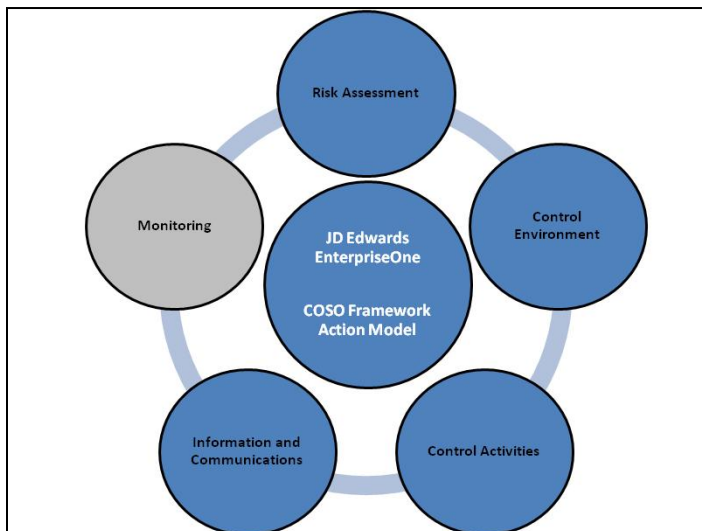 Risk Assessment
Monitoring
Control
Environment
JD Edwards
EnterpriseOne
COSO Framework
Action Model
Information and
Communications
Control Activities